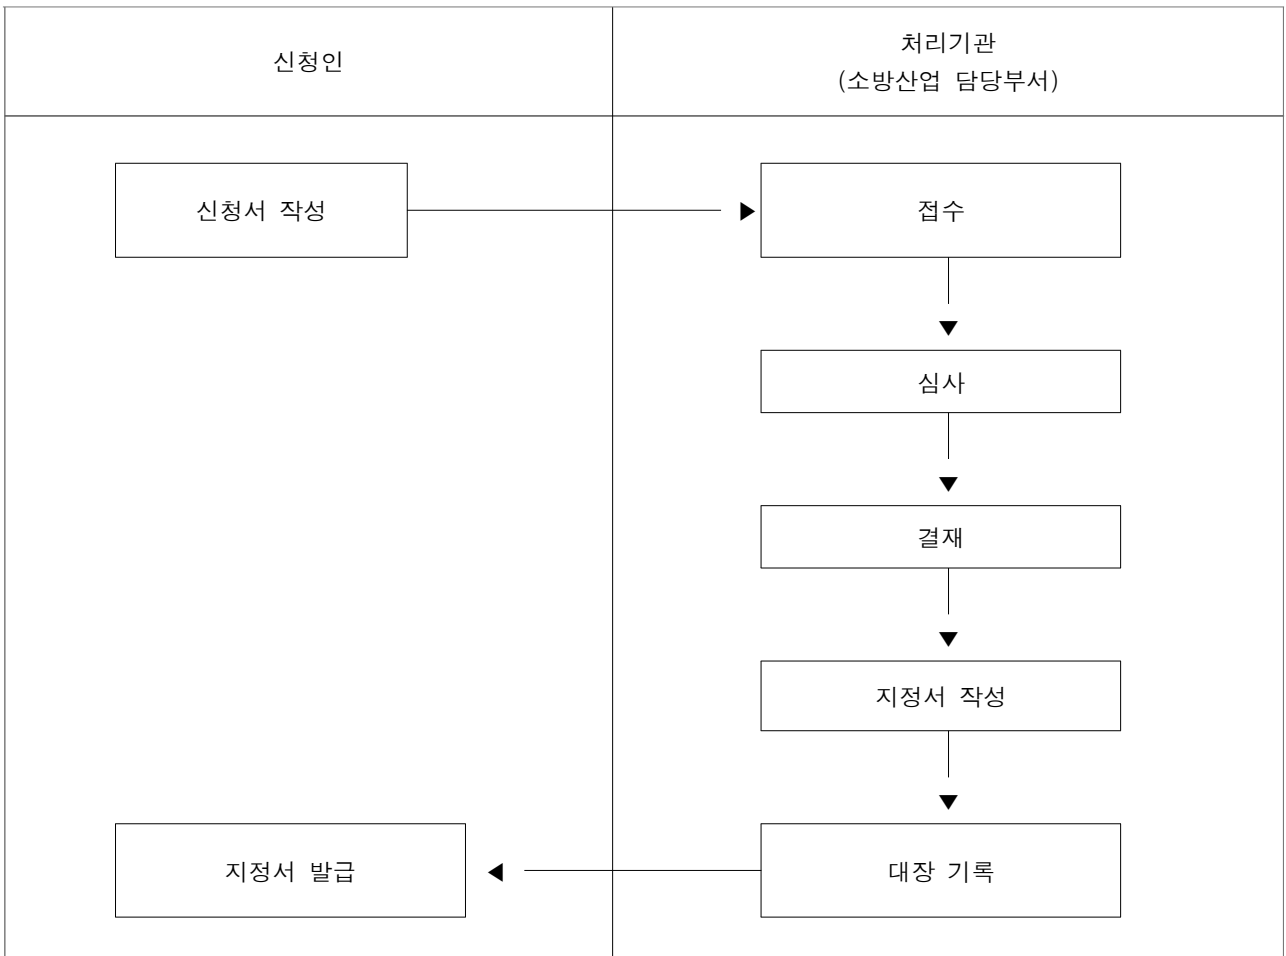 신청인
처리기관
(소방산업 담당부서)
신청서 작성
접수
심사
결재
지정서 작성
지정서 발급
대장 기록